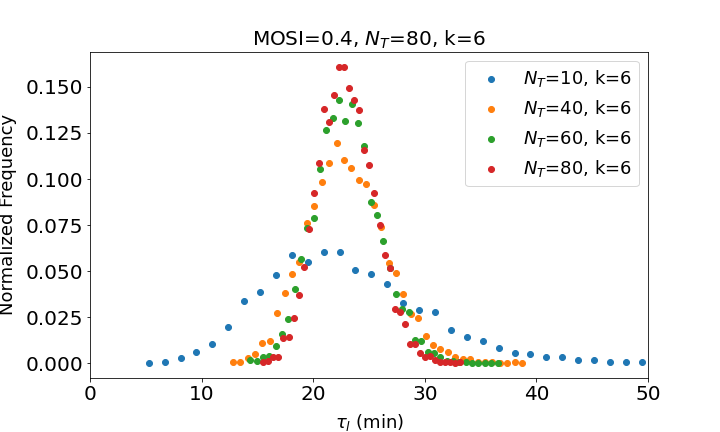 MOSI=0.4, $N_T$=80, k=6
Normalized Frequency
0.150
0.125
0.100
0.075
0.050
0.025
0.000
$N_T$=10, k=6
$N_T$=40, k=6
$N_T$=60, k=6
$N_T$=80, k=6
0 10 20 30 40 50
$\tau_l$ (min)